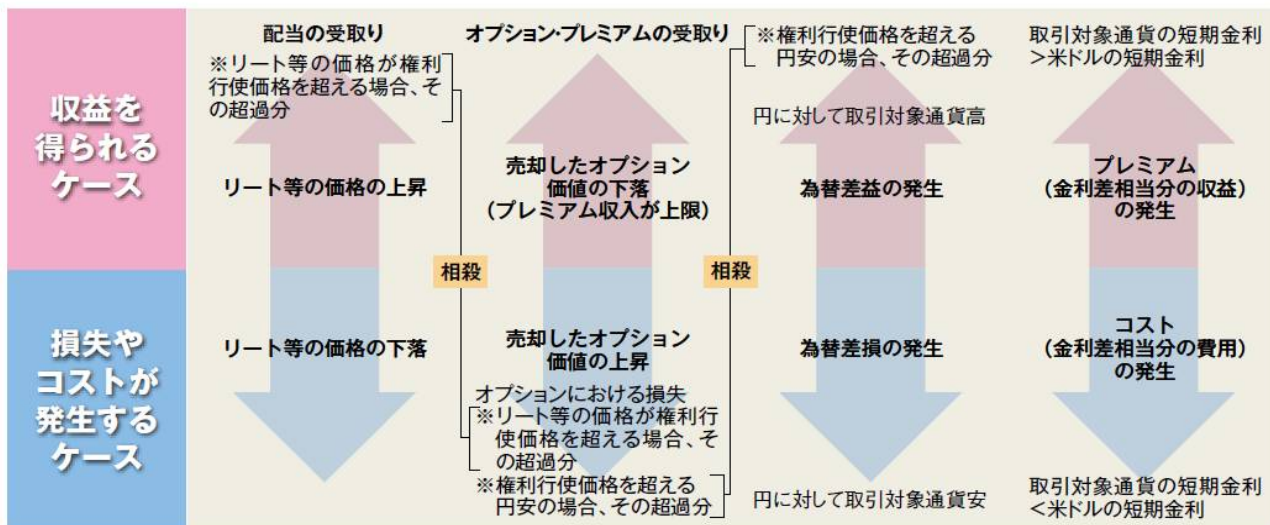 収益を
得られる
ケース
配当の受取り
※リート等の価格が権利
行使価格を超える場合、そ
の超過分
リート等の価格の上昇
オプション・プレミアムの受取り
売却したオプション
価値の下落
(プレミアム収入が上限)
※権利行使価格を超える
円安の場合、その超過分
円に対して取引対象通貨高
為替差益の発生
取引対象通貨の短期金利
>米ドルの短期金利
プレミアム
(金利差相当分の収益)
の発生
相殺
相殺
損失や
コストが
発生する
ケース
リート等の価格の下落
売却したオプション
価値の上昇
オプションにおける損失
※リート等の価格が権利行
使価格を超える場合、そ
の超過分
※権利行使価格を超える
円安の場合、その超過分
為替差損の発生
円に対して取引対象通貨安
コスト
(金利差相当分の費用)
の発生
取引対象通貨の短期金利
<米ドルの短期金利